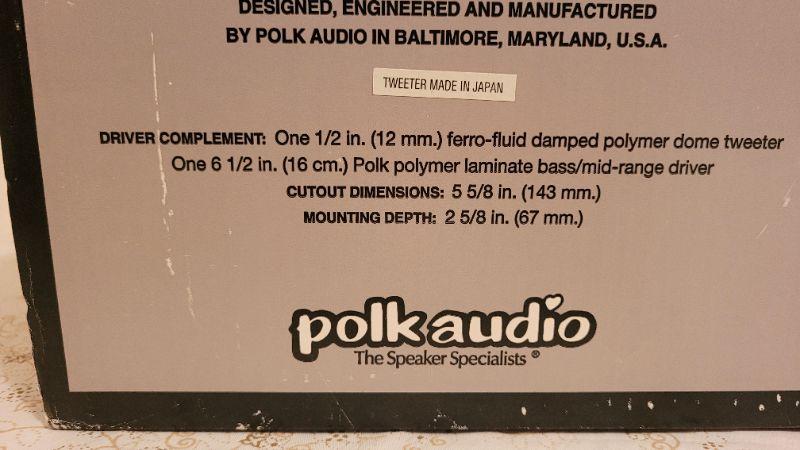 DESIGNED, ENGINEERED AND MANUFACTURED
BY POLK AUDIO IN BALTIMORE, MARYLAND, U.S.A.
TWEETER MADE IN JAPAN
DRIVER COMPLEMENT: One 1/2 in. (12 mm.) ferro-fluid damped polymer dome tweeter
One 6 1/2 in. (16 cm.) Polk polymer laminate bass/mid-range driver
CUTOUT DIMENSIONS: 5 5/8 in. (143 mm.)
MOUNTING DEPTH: 2 5/8 in. (67 mm.)
polk audio
The Speaker Specialists ®